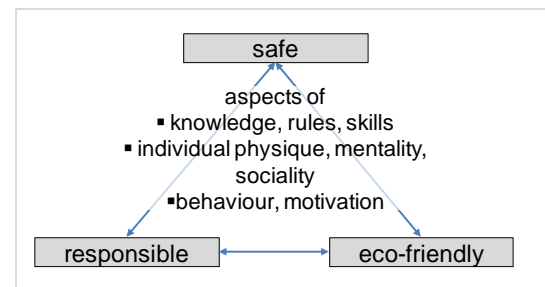 safe
aspects of
▪ knowledge, rules, skills
▪ individual physique, mentality,
sociality
▪behaviour, motivation
responsible
eco-friendly